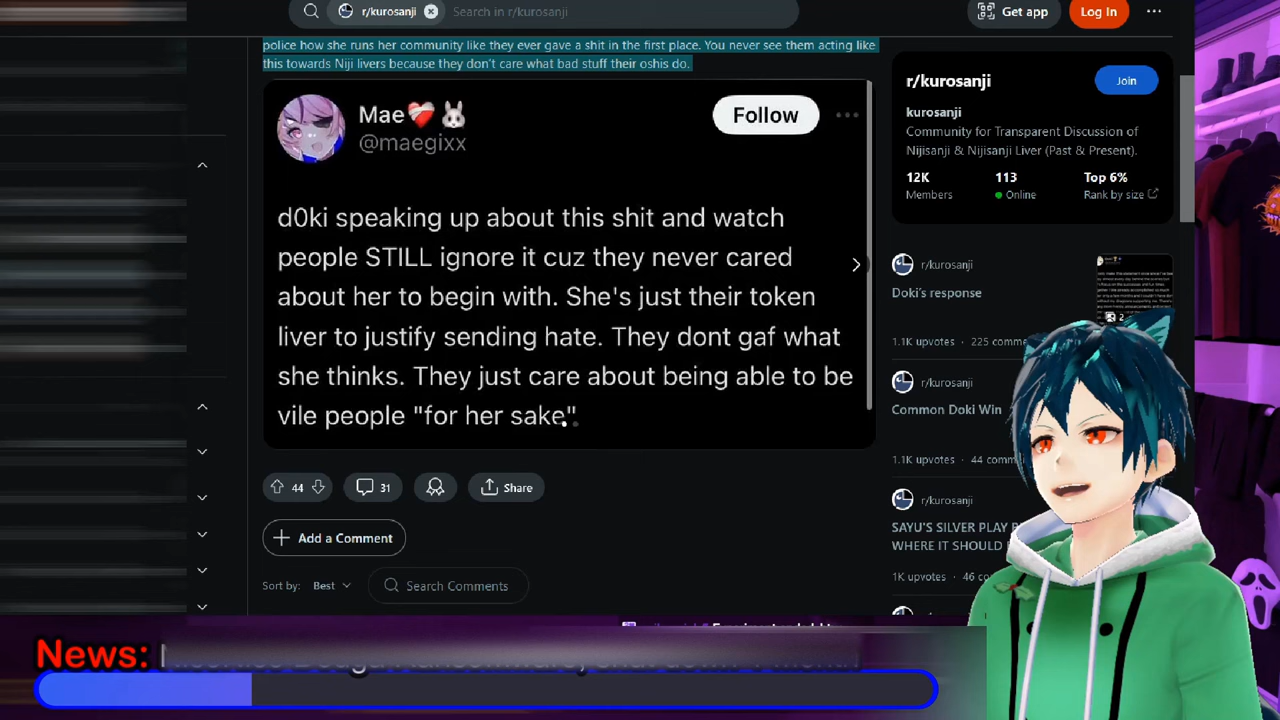 r/kurosanji
Search in r/kurosanji
Get app
Log In
police how she runs her community like they ever gave a shit in the first place. You never see them acting like
this towards Niji livers because they don't care what bad stuff their oshis do.
Mae❤️‍🩹🐰
@maegixx
Follow
d0ki speaking up about this shit and watch
people STILL ignore it cuz they never cared
about her to begin with. She's just their token
liver to justify sending hate. They dont gaf what
she thinks. They just care about being able to be
vile people "for her sake"
44
31
Share
Add a Comment
Sort by: Best
Search Comments
r/kurosanji
Join
kurosanji
Community for Transparent Discussion of
Nijisanji & Nijisanji Liver (Past & Present).
12K 113 Top 6%
Members Online Rank by size
r/kurosanji
Doki's response
2
1.1K upvotes · 225 comme
r/kurosanji
Common Doki Win
1.1K upvotes · 44 comm
r/kurosanji
SAYU'S SILVER PLAY B
WHERE IT SHOULD
1K upvotes · 46 co
News: